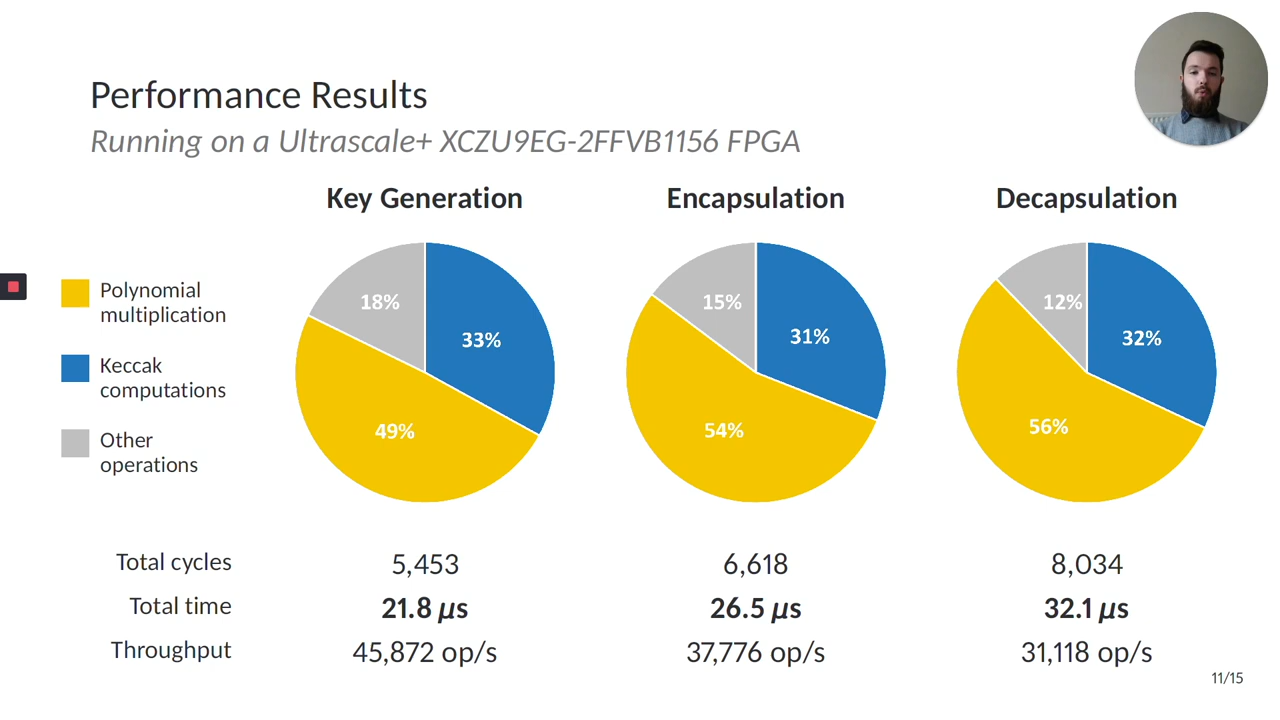 Performance Results
Running on a Ultrascale+ XCZU9EG-2FFVB1156 FPGA
Key Generation
Encapsulation
Decapsulation
Polynomial
multiplication
Keccak
computations
Other
operations
18%
33%
49%
15%
31%
54%
12%
32%
56%
Total cycles 5,453 6,618 8,034
Total time 21.8 µs 26.5 µs 32.1 µs
Throughput 45,872 op/s 37,776 op/s 31,118 op/s
11/15